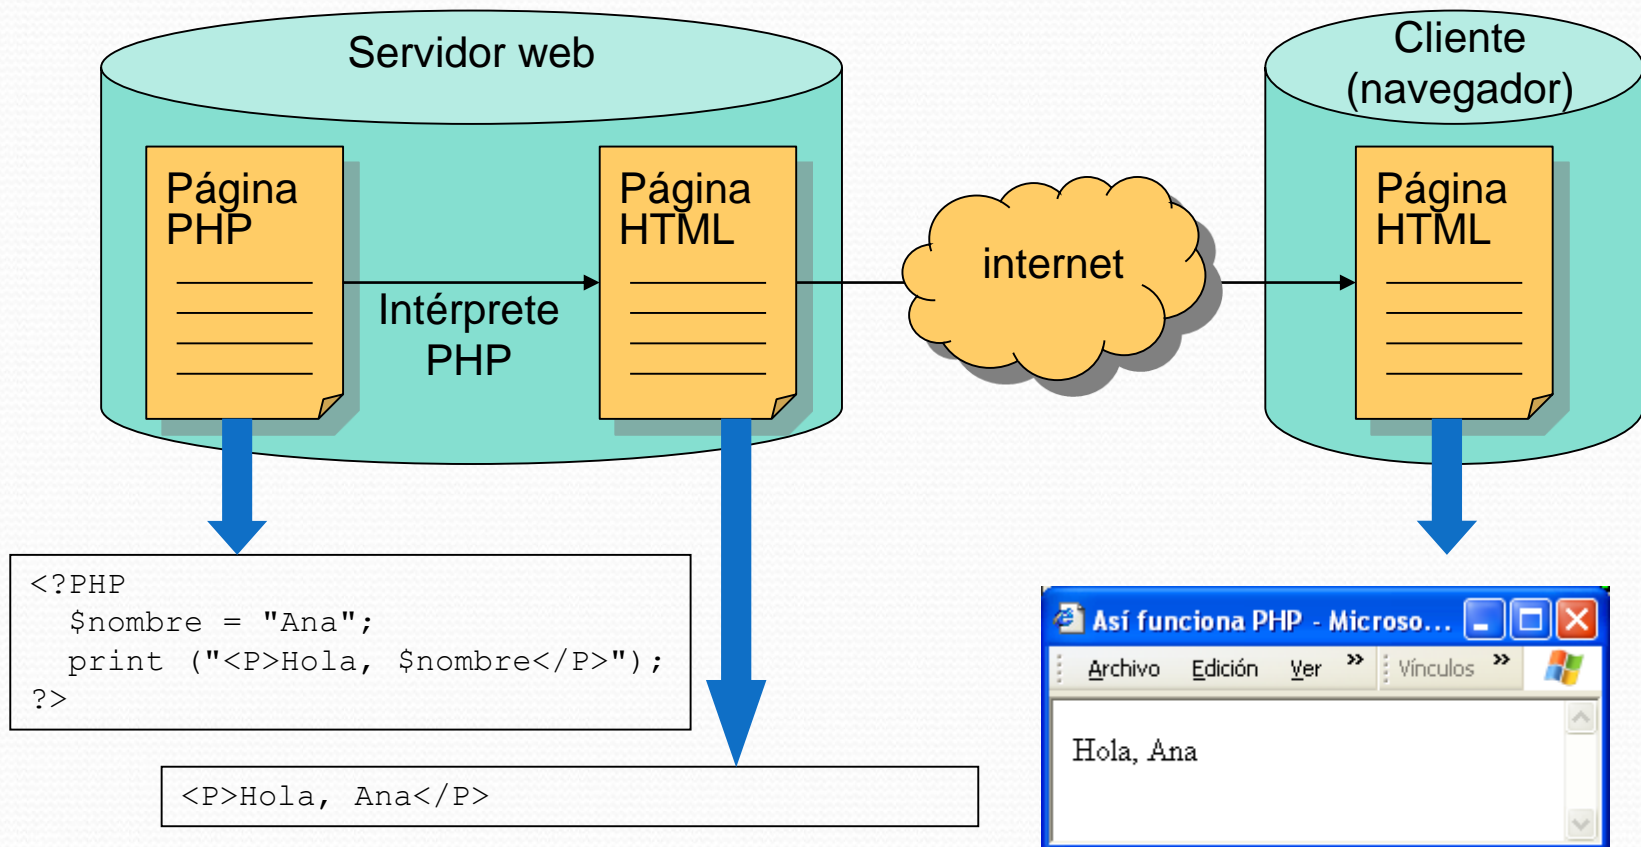 Servidor web
Cliente
(navegador)
Página
PHP
Intérprete
PHP
Página
HTML
internet
Página
HTML
<?PHP
  $nombre = "Ana";
  print ("<P>Hola, $nombre</P>");
?>
<P>Hola, Ana</P>
Así funciona PHP - Microso...
Archivo Edición Ver » Vínculos »
Hola, Ana